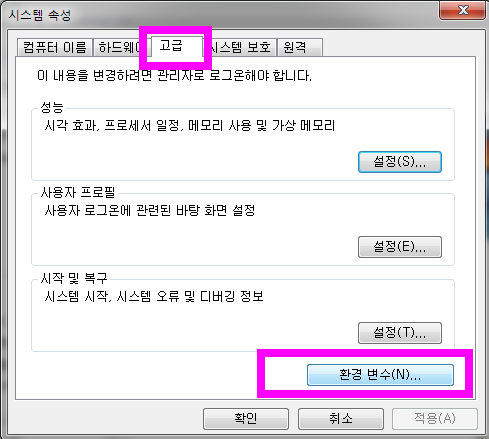 시스템 속성
컴퓨터 이름 하드웨어 고급 시스템 보호 원격
이 내용을 변경하려면 관리자로 로그온해야 합니다.
성능
시각 효과, 프로세서 일정, 메모리 사용 및 가상 메모리
설정(S)...
사용자 프로필
사용자 로그온에 관련된 바탕 화면 설정
설정(E)...
시작 및 복구
시스템 시작, 시스템 오류 및 디버깅 정보
설정(T)...
환경 변수(N)...
확인 취소 적용(A)